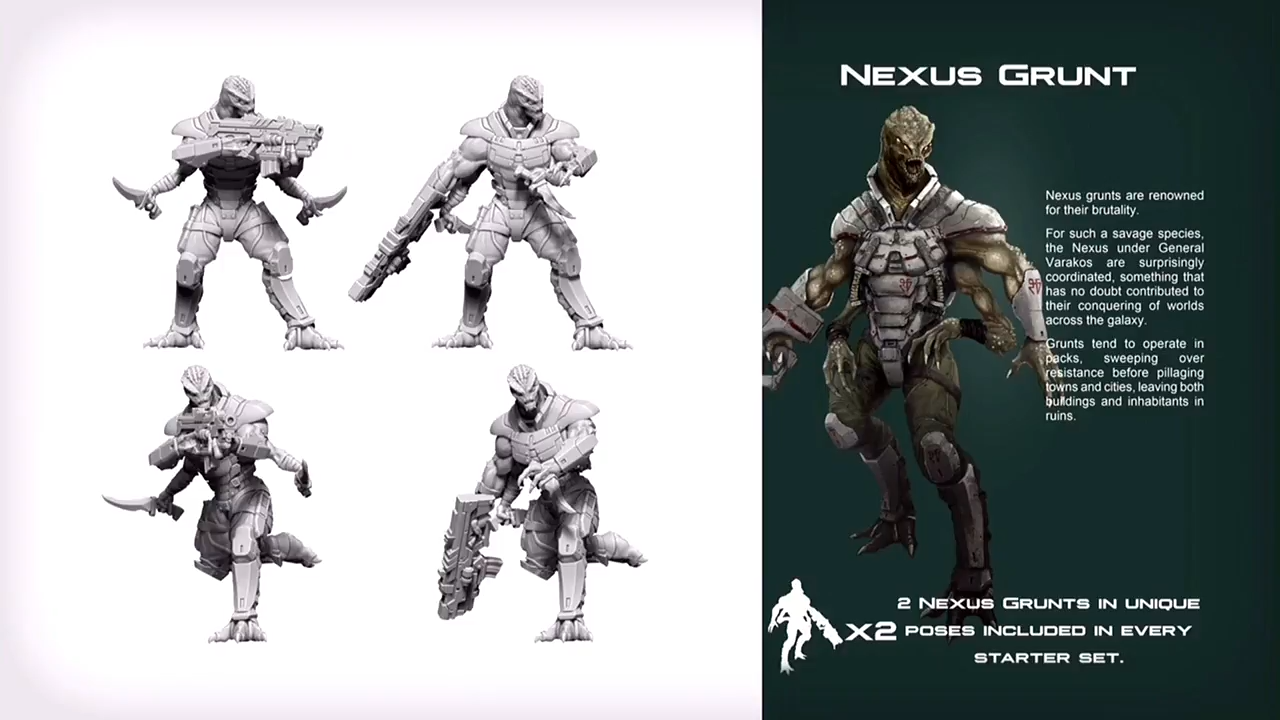 NEXUS GRUNT
Nexus grunts are renowned
for their brutality.
For such a savage species,
the Nexus under General
Varakos are surprisingly
coordinated, something that
has no doubt contributed to
their conquering of worlds
across the galaxy.
Grunts tend to operate in
packs, sweeping over
resistance before pillaging
towns and cities, leaving both
buildings and inhabitants in
ruins.
2 NEXUS GRUNTS IN UNIQUE
X2 POSES INCLUDED IN EVERY
STARTER SET.